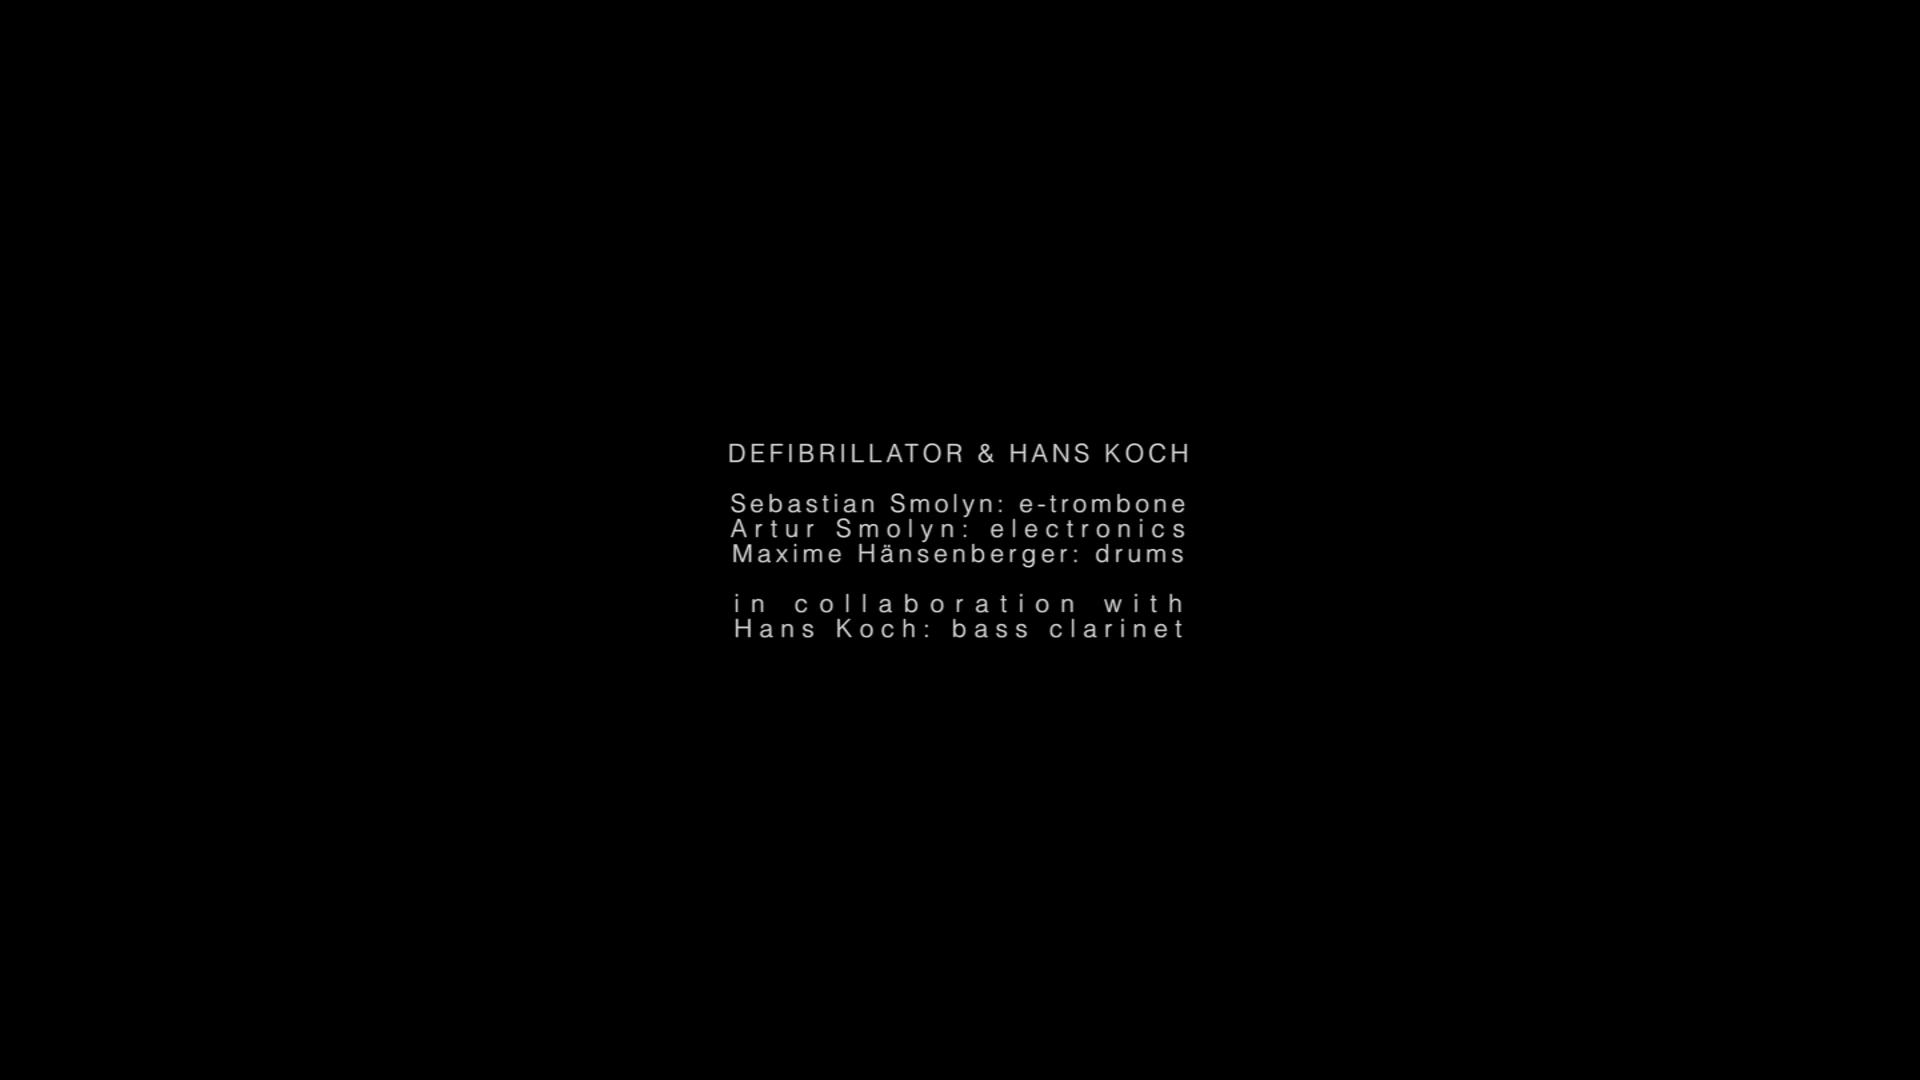 DEFIBRILLATOR & HANS KOCH
Sebastian Smolyn: e-trombone
Artur Smolyn: electronics
Maxime Hänsenberger: drums
in collaboration with
Hans Koch: bass clarinet